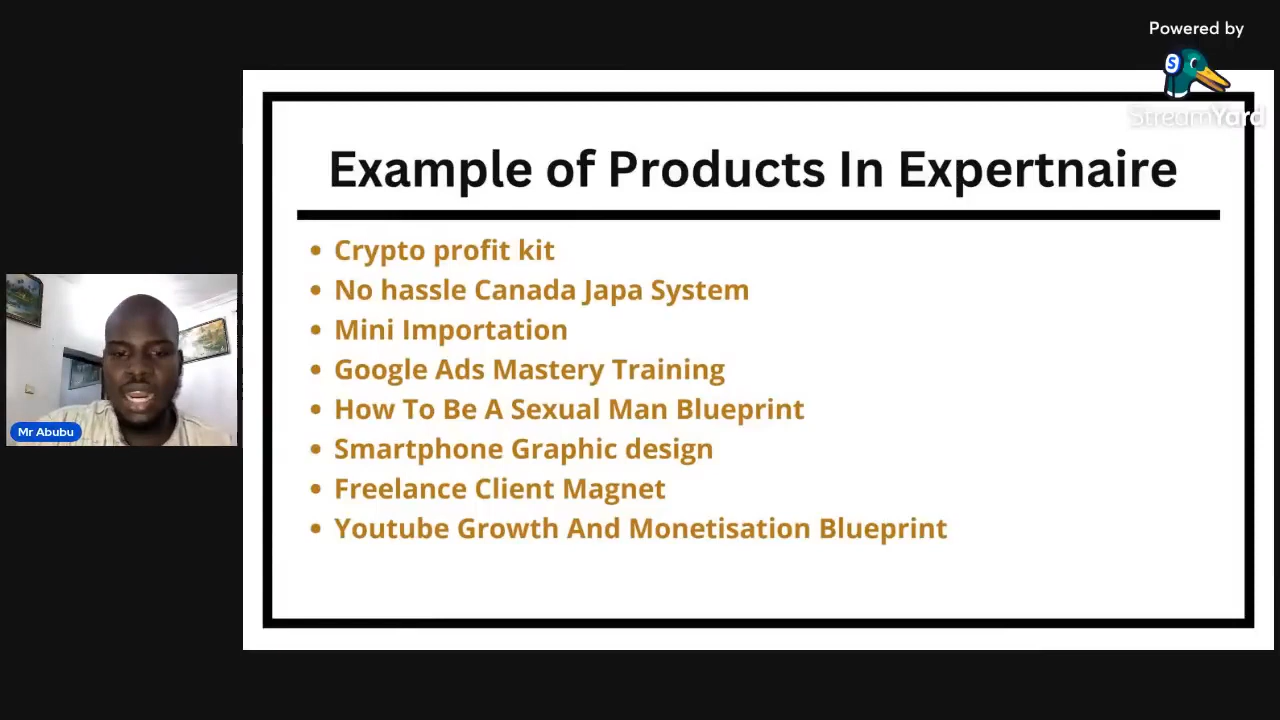 Powered by
S
StreamYard
Example of Products In Expertnaire
• Crypto profit kit
• No hassle Canada Japa System
• Mini Importation
• Google Ads Mastery Training
• How To Be A Sexual Man Blueprint
• Smartphone Graphic design
• Freelance Client Magnet
• Youtube Growth And Monetisation Blueprint
Mr Abubu